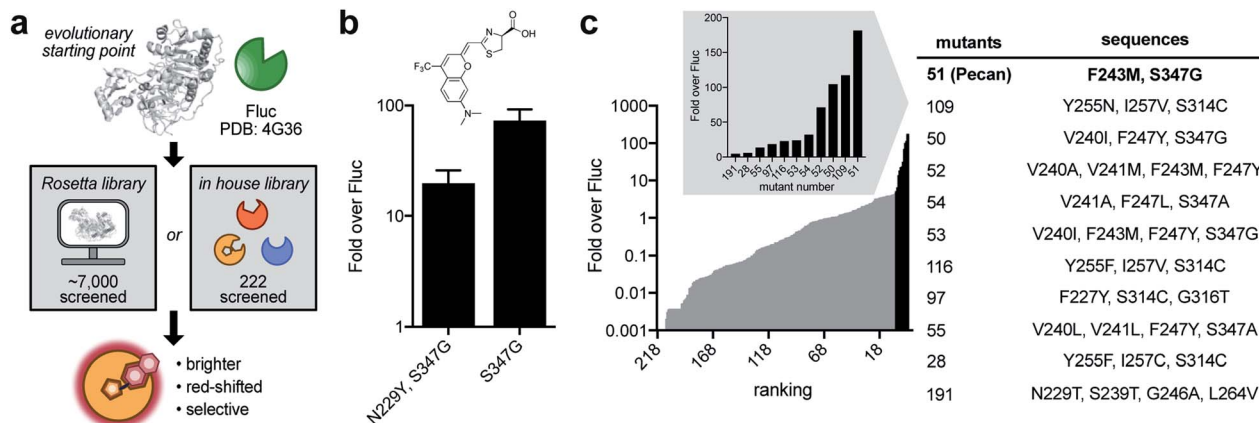 a
evolutionary
starting point
Fluc
PDB: 4G36
Rosetta library
~7,000
screened
or
in house library
222
screened
• brighter
• red-shifted
• selective
b
O
OH
N
S
F3C
O
N
Fold over Fluc
100
10
1
N229Y, S347G
S347G
c
Fold over Fluc
200
150
100
50
0
191
28
55
97
116
53
54
52
50
109
51
mutant number
Fold over Fluc
1000
100
10
1
0.1
0.01
0.001
218
168
118
68
18
ranking
mutants sequences
51 (Pecan) F243M, S347G
109 Y255N, I257V, S314C
50 V240I, F247Y, S347G
52 V240A, V241M, F243M, F247Y
54 V241A, F247L, S347A
53 V240I, F243M, F247Y, S347G
116 Y255F, I257V, S314C
97 F227Y, S314C, G316T
55 V240L, V241L, F247Y, S347A
28 Y255F, I257C, S314C
191 N229T, S239T, G246A, L264V